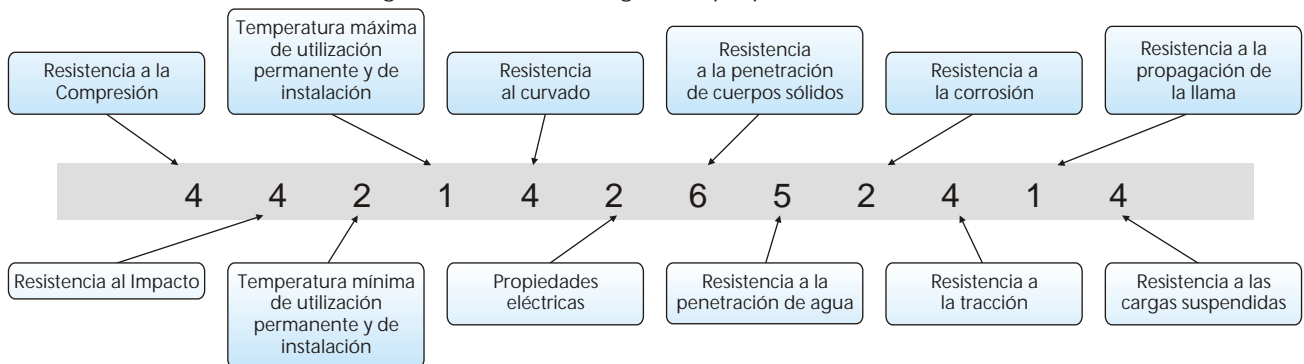 Temperatura máxima
de utilización
permanente y de
instalación
Resistencia a la
Compresión
Resistencia
al curvado
Resistencia
a la penetración
de cuerpos sólidos
Resistencia a
la corrosión
Resistencia a la
propagación de
la llama
4 4 2 1 4 2 6 5 2 4 1 4
Resistencia al Impacto
Temperatura mínima
de utilización
permanente y de
instalación
Propiedades
eléctricas
Resistencia a la
penetración de agua
Resistencia a
la tracción
Resistencia a las
cargas suspendidas